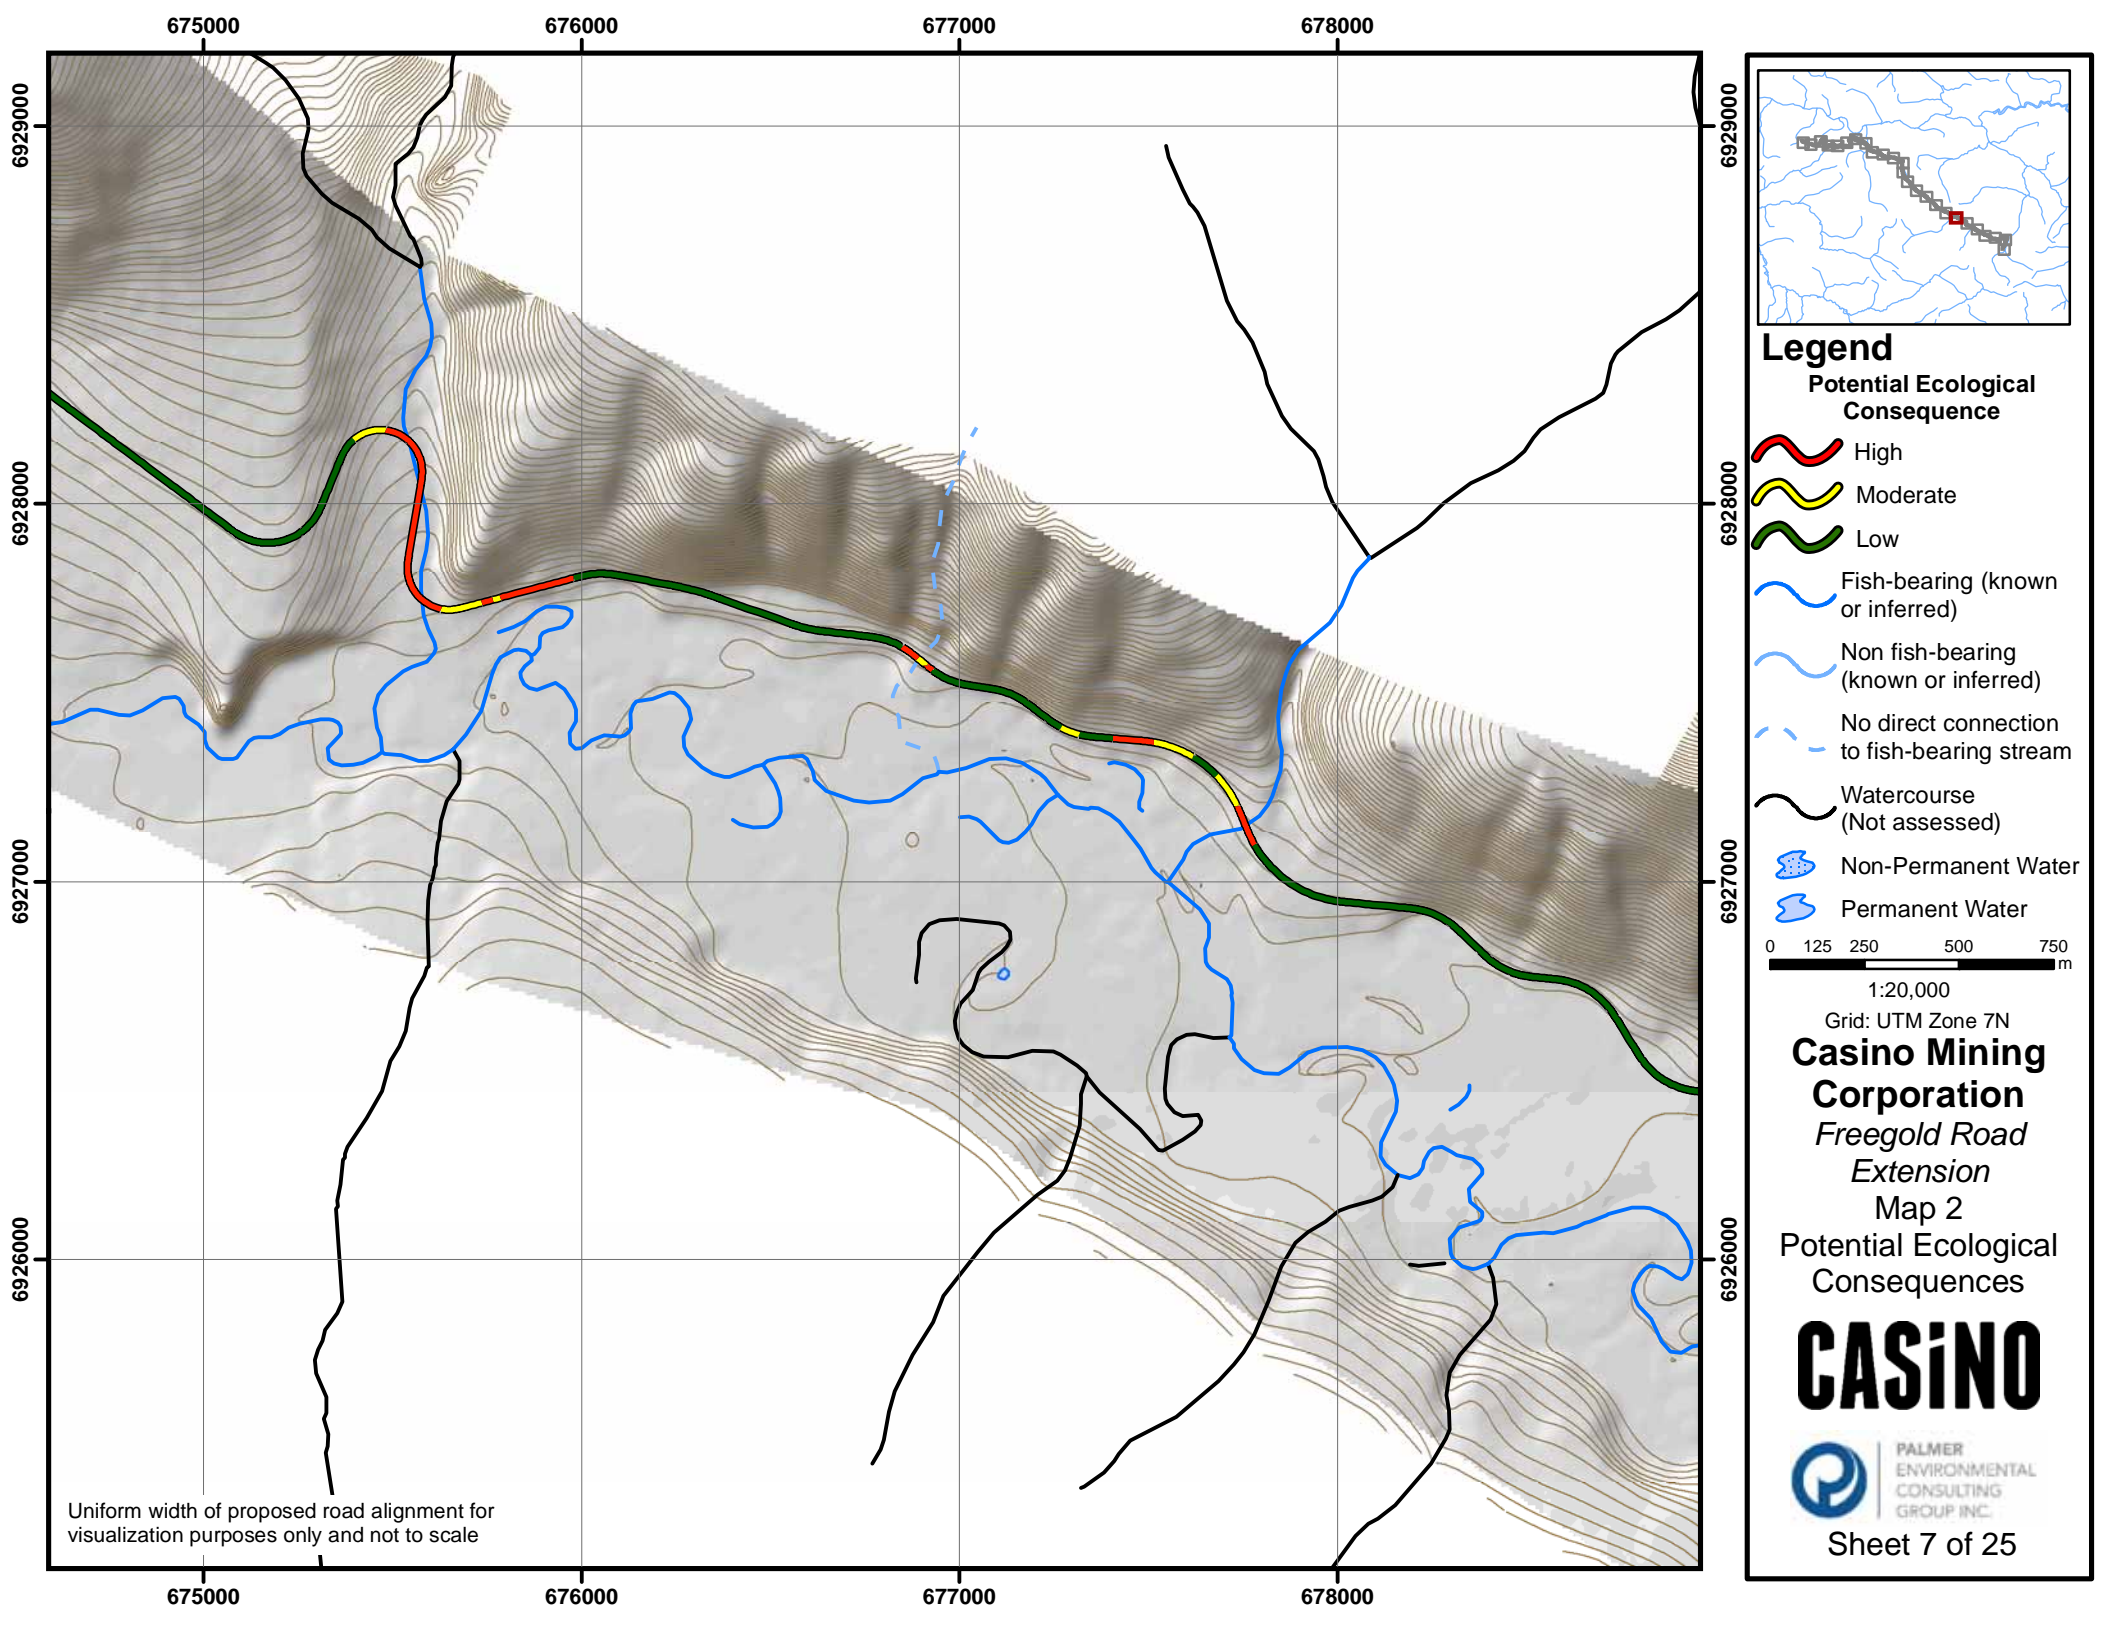 675000 676000 677000 678000
6929000
6928000
6927000
6926000
6929000
6928000
6927000
6926000
675000 676000 677000 678000
Uniform width of proposed road alignment for
visualization purposes only and not to scale
Legend
Potential Ecological
Consequence
High
Moderate
Low
Fish-bearing (known
or inferred)
Non fish-bearing
(known or inferred)
No direct connection
to fish-bearing stream
Watercourse
(Not assessed)
Non-Permanent Water
Permanent Water
0 125 250 500 750
m
1:20,000
Grid: UTM Zone 7N
Casino Mining
Corporation
Freegold Road
Extension
Map 2
Potential Ecological
Consequences
CASiNO
PALMER
ENVIRONMENTAL
CONSULTING
GROUP INC.
Sheet 7 of 25